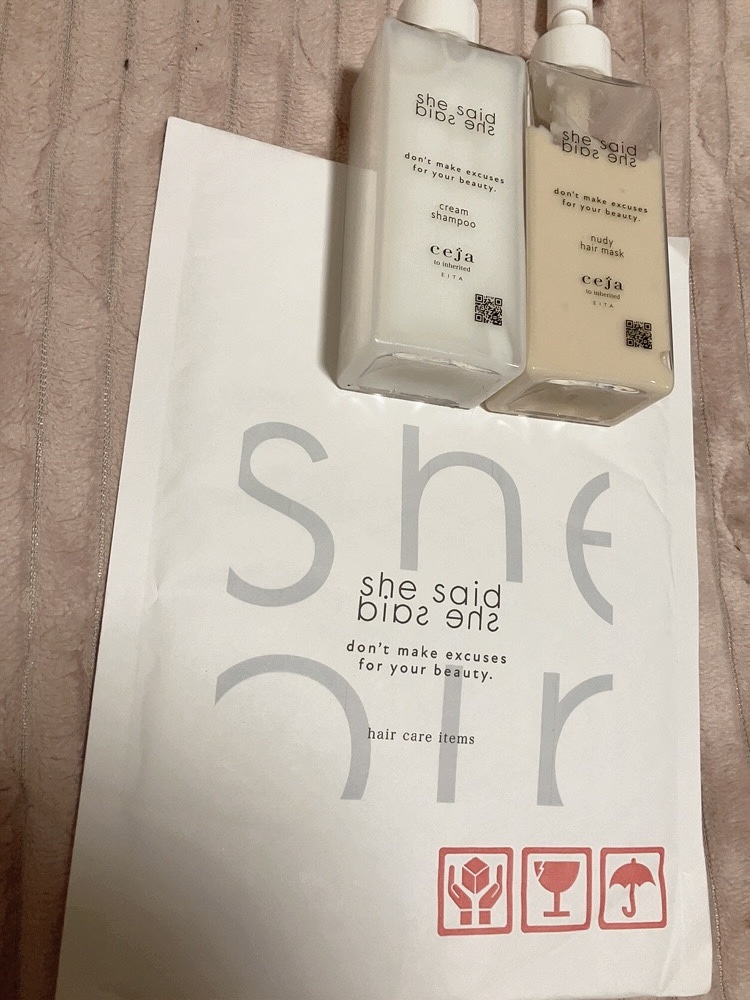 she said
she said
don't make excuses
for your beauty.
cream
shampoo
ceja
to inherited
EITA
she said
she said
don't make excuses
for your beauty.
nudy
hair mask
ceja
to inherited
EITA
she
she said
she said
don't make excuses
for your beauty.
hair care items